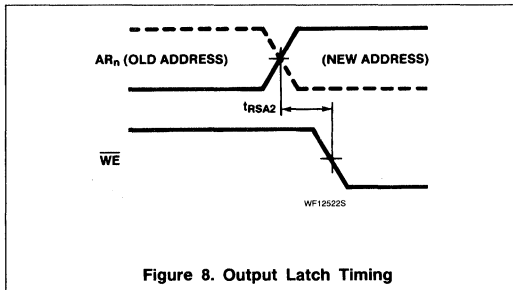 ARn (OLD ADDRESS) (NEW ADDRESS)
tRSA2
WE
WF12522S
Figure 8. Output Latch Timing